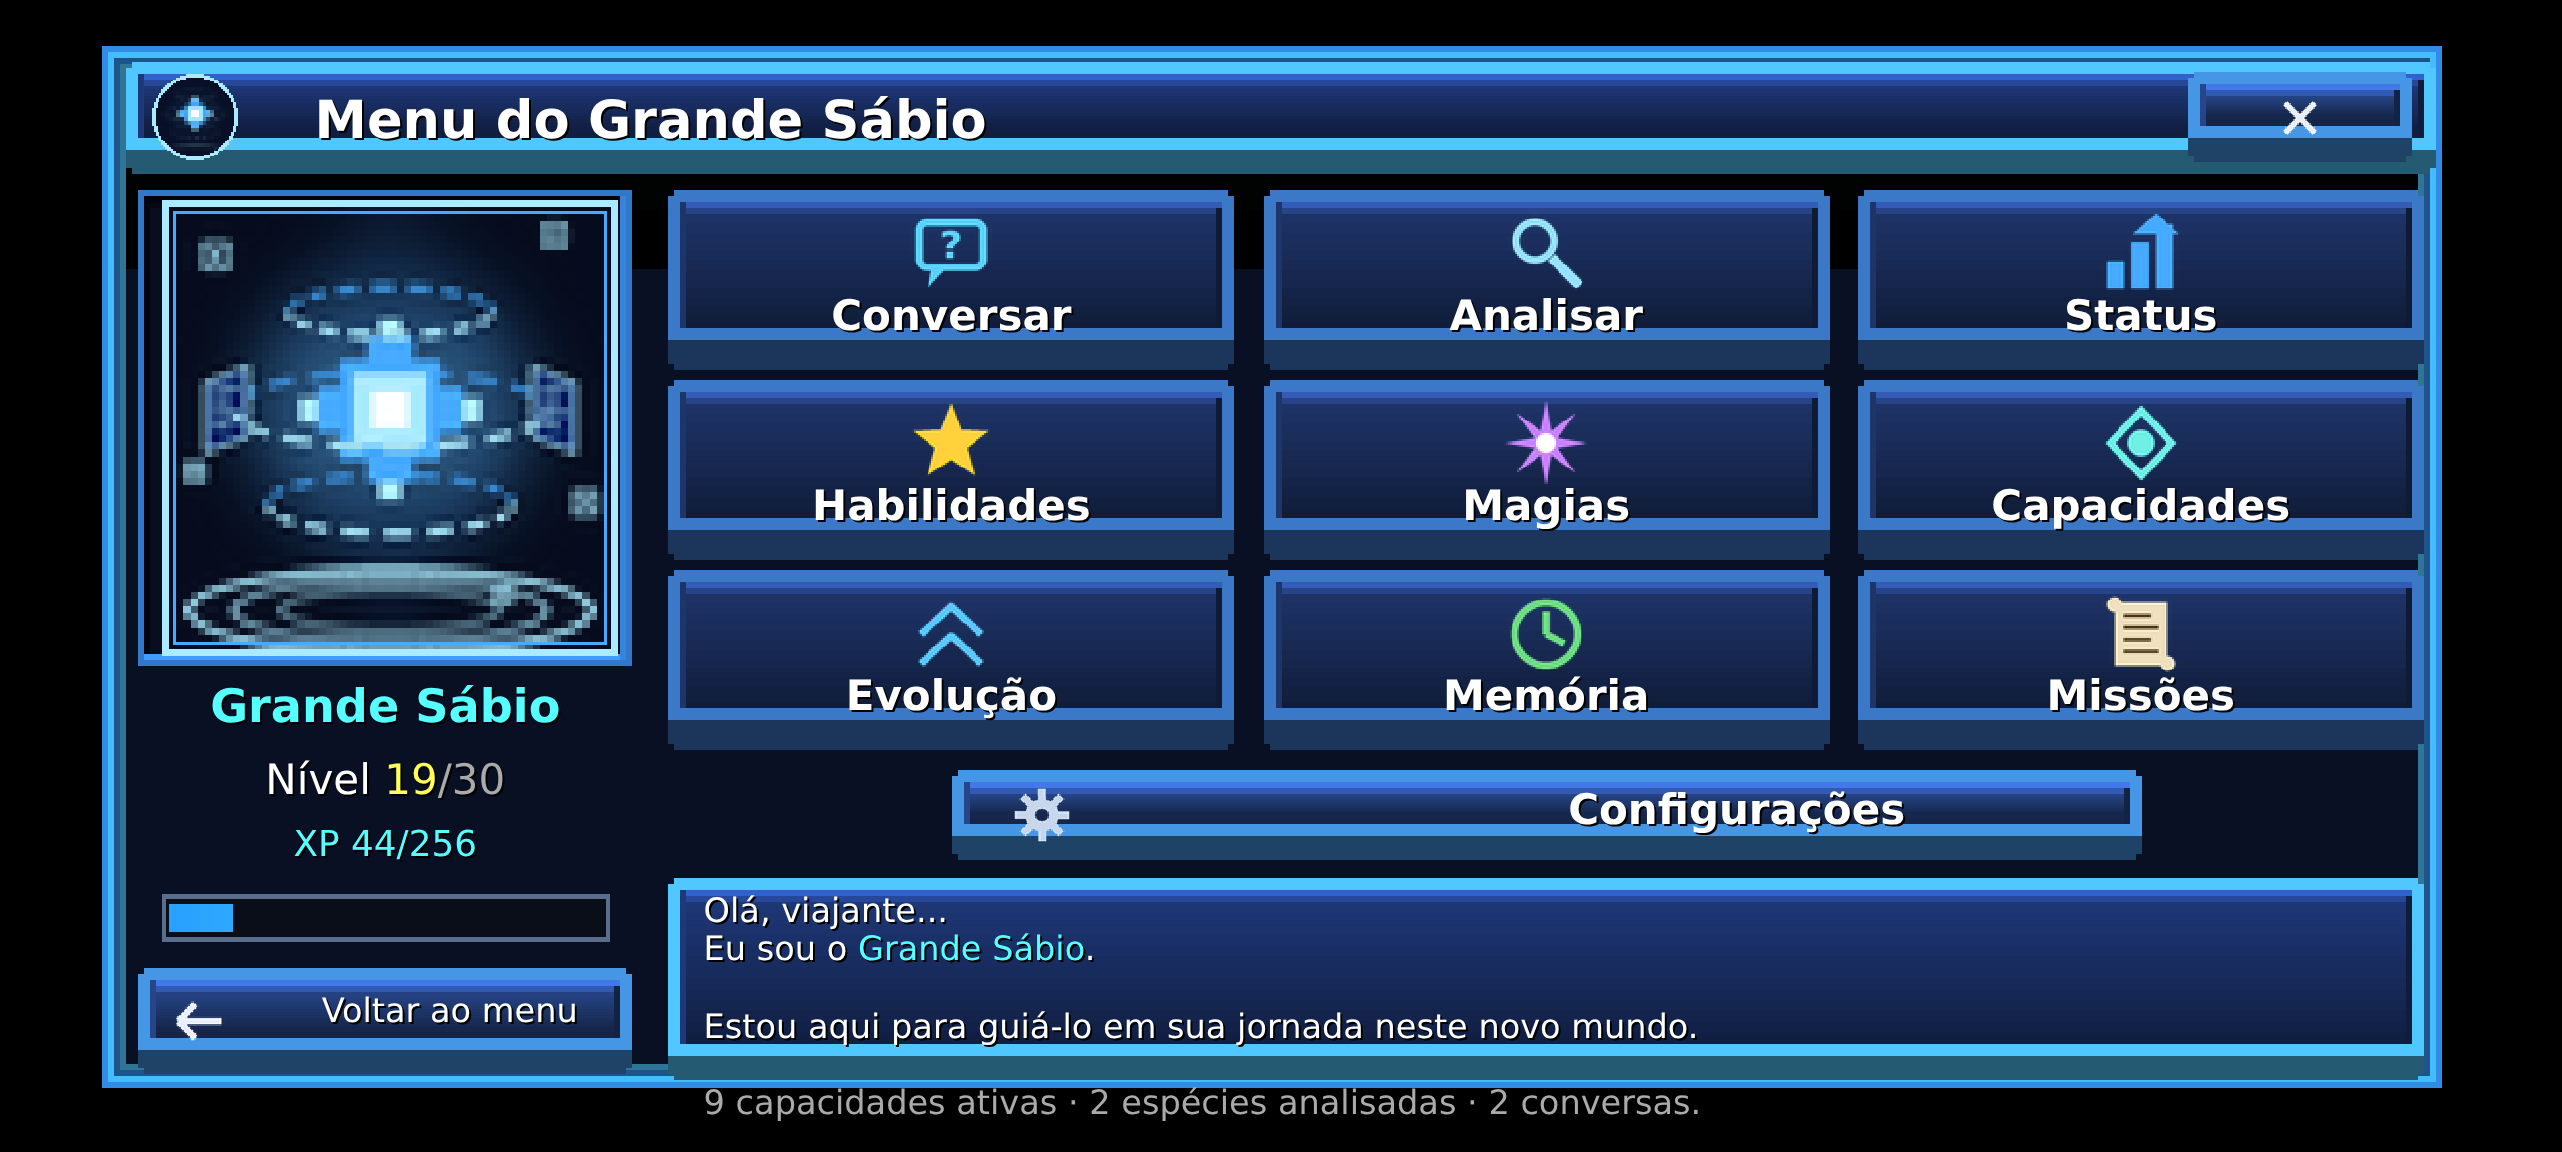 Menu do Grande Sábio
×
?
Conversar
Analisar
Status
Habilidades
Magias
Capacidades
Evolução
Memória
Missões
Grande Sábio
Nível 19/30
XP 44/256
Configurações
Voltar ao menu
Olá, viajante...
Eu sou o Grande Sábio.
Estou aqui para guiá-lo em sua jornada neste novo mundo.
9 capacidades ativas · 2 espécies analisadas · 2 conversas.